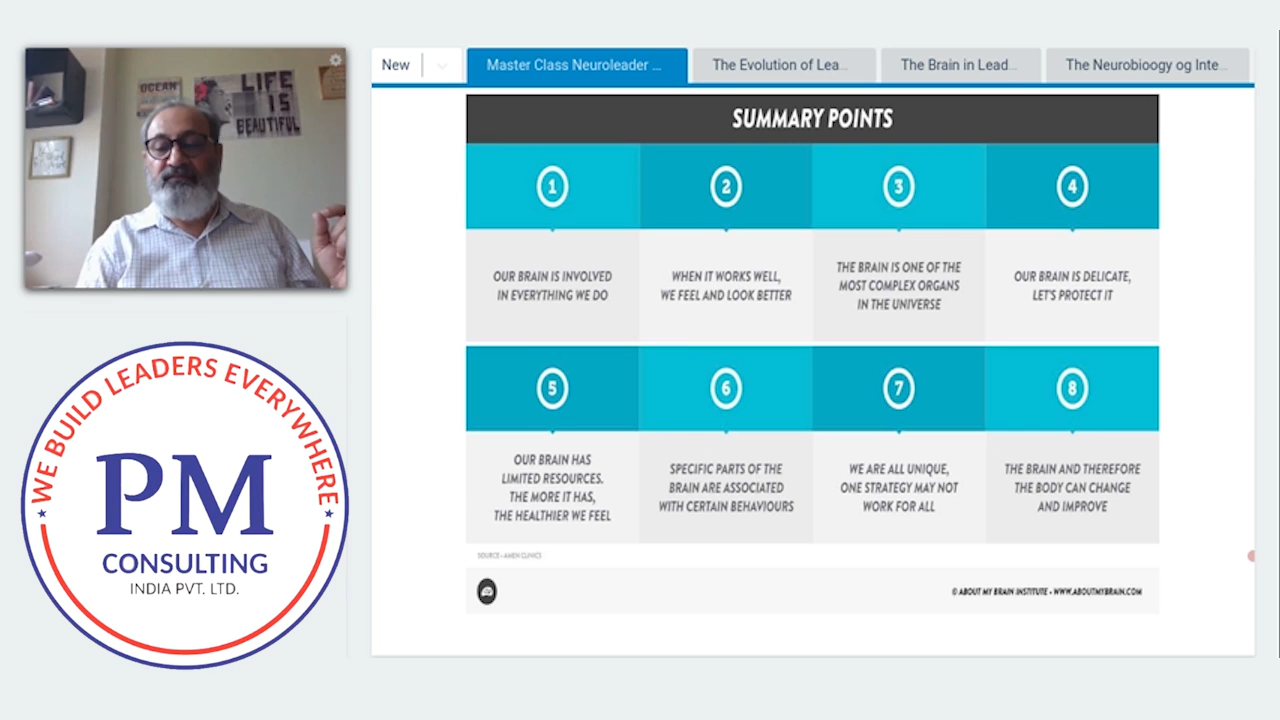 OCEAN
LIFE
IS
BEAUTIFUL
WE BUILD LEADERS EVERYWHERE
PM
CONSULTING
INDIA PVT. LTD.
New
Master Class Neuroleader ...
The Evolution of Lea...
The Brain in Lead...
The Neurobioogy og Inte...
SUMMARY POINTS
1
2
3
4
OUR BRAIN IS INVOLVED
IN EVERYTHING WE DO
WHEN IT WORKS WELL,
WE FEEL AND LOOK BETTER
THE BRAIN IS ONE OF THE
MOST COMPLEX ORGANS
IN THE UNIVERSE
OUR BRAIN IS DELICATE,
LET'S PROTECT IT
5
6
7
8
OUR BRAIN HAS
LIMITED RESOURCES.
THE MORE IT HAS,
THE HEALTHIER WE FEEL
SPECIFIC PARTS OF THE
BRAIN ARE ASSOCIATED
WITH CERTAIN BEHAVIOURS
WE ARE ALL UNIQUE,
ONE STRATEGY MAY NOT
WORK FOR ALL
THE BRAIN AND THEREFORE
THE BODY CAN CHANGE
AND IMPROVE
SOURCE - AMEN CLINICS
© ABOUT MY BRAIN INSTITUTE - WWW.ABOUTMYBRAIN.COM